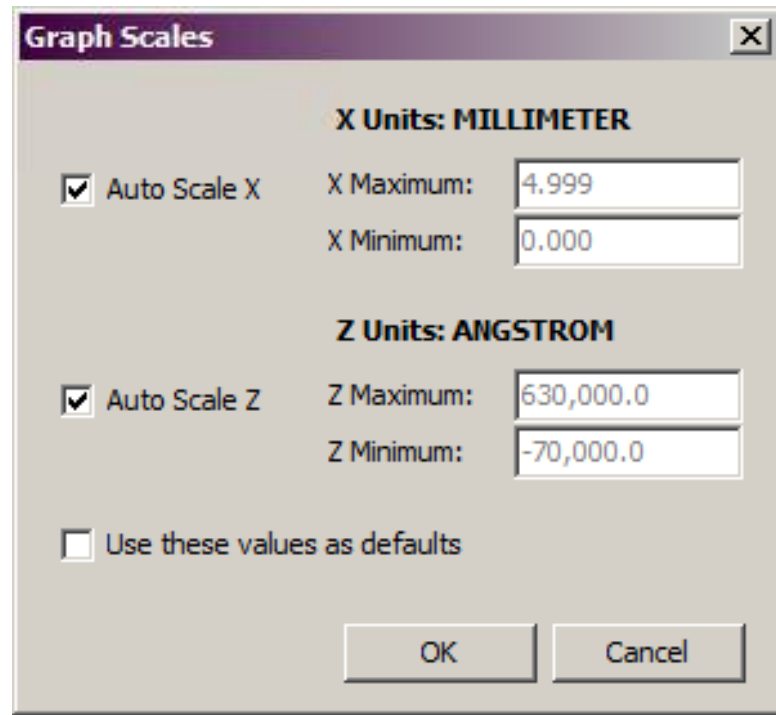 Graph Scales
X Units: MILLIMETER
Auto Scale X
X Maximum: 4.999
X Minimum: 0.000
Z Units: ANGSTROM
Auto Scale Z
Z Maximum: 630,000.0
Z Minimum: -70,000.0
Use these values as defaults
OK Cancel